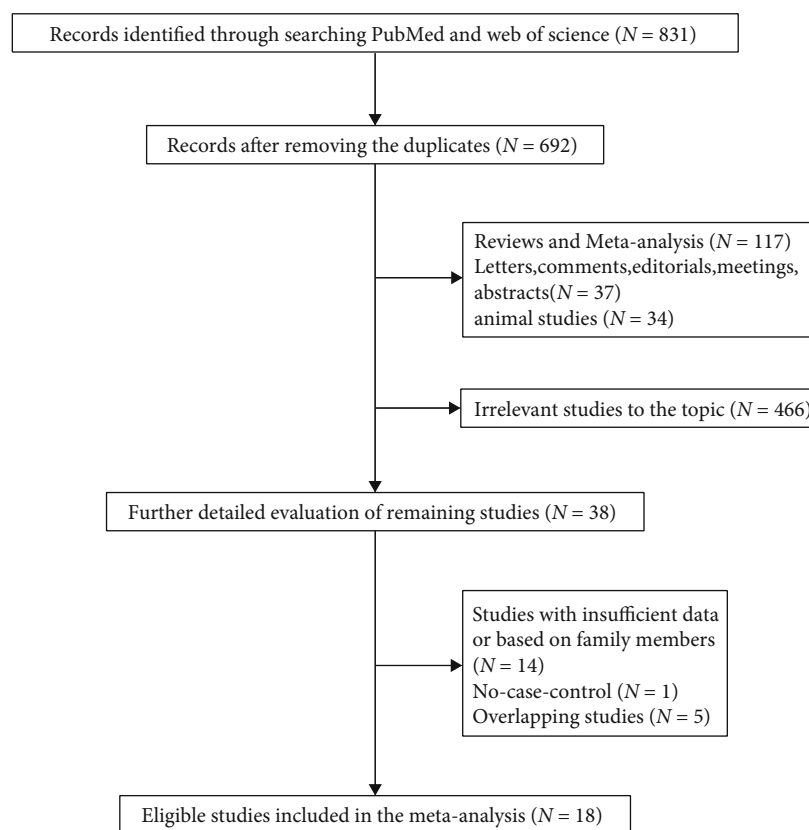 Records identified through searching PubMed and web of science (N = 831)
Records after removing the duplicates (N = 692)
Reviews and Meta-analysis (N = 117)
Letters,comments,editorials,meetings,
abstracts(N = 37)
animal studies (N = 34)
Irrelevant studies to the topic (N = 466)
Further detailed evaluation of remaining studies (N = 38)
Studies with insufficient data
or based on family members
(N = 14)
No-case-control (N = 1)
Overlapping studies (N = 5)
Eligible studies included in the meta-analysis (N = 18)